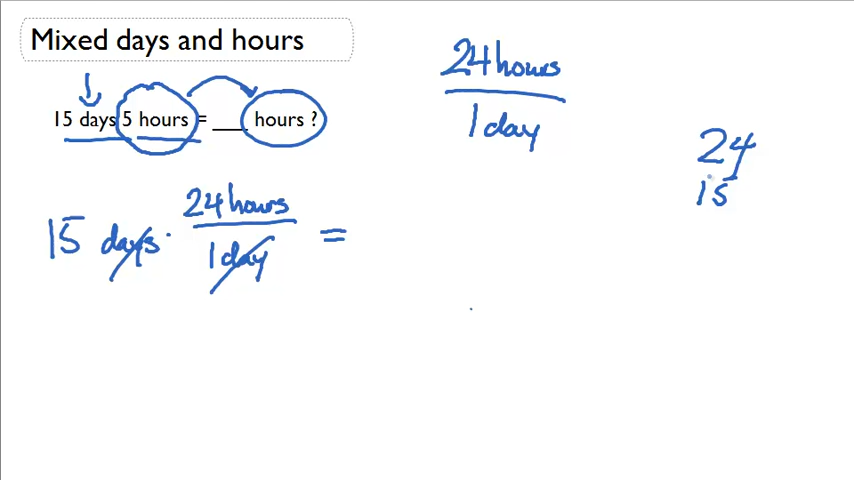 Mixed days and hours
15 days 5 hours = ___ hours ?
24 hours
1 day
24
15
15 days · 24 hours =
1 day